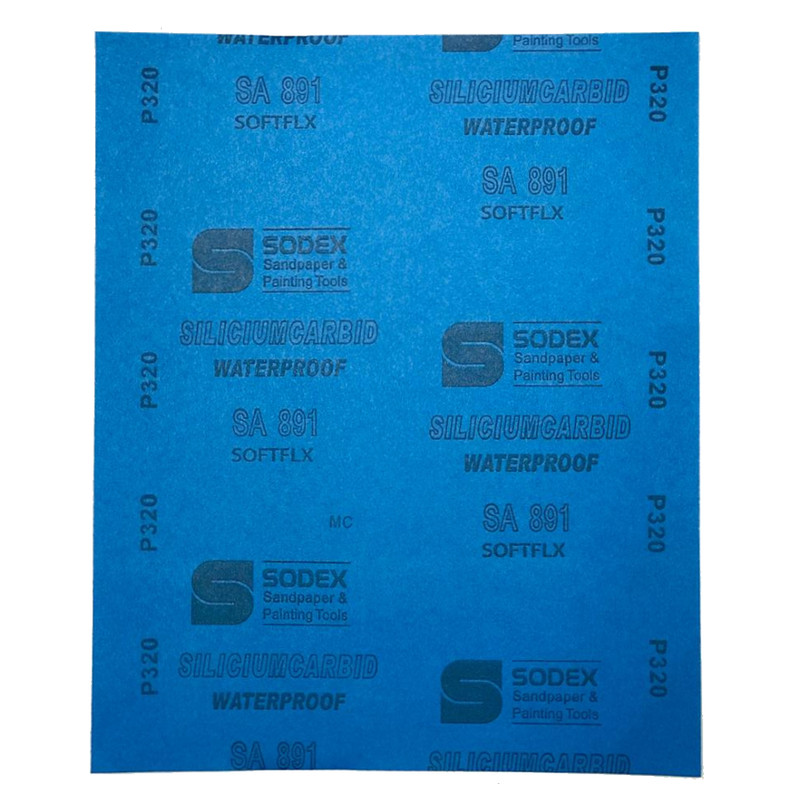 WATERPROOF
Painting Tools
P320
SA 891
SILICIUMCARBID
P320
SOFTFLX
WATERPROOF
SA 891
SOFTFLX
P320
P320
SODEX
Sandpaper &
Painting Tools
SILICIUMCARBID
SODEX
WATERPROOF
Sandpaper &
Painting Tools
P320
P320
SA 891
SILICIUMCARBID
SOFTFLX
WATERPROOF
P320
MC
SA 891
P320
SOFTFLX
SODEX
Sandpaper &
Painting Tools
P320
SILICIUMCARBID
P320
WATERPROOF
SODEX
Sandpaper &
Painting Tools
SA 891
SILICIUMCARBID